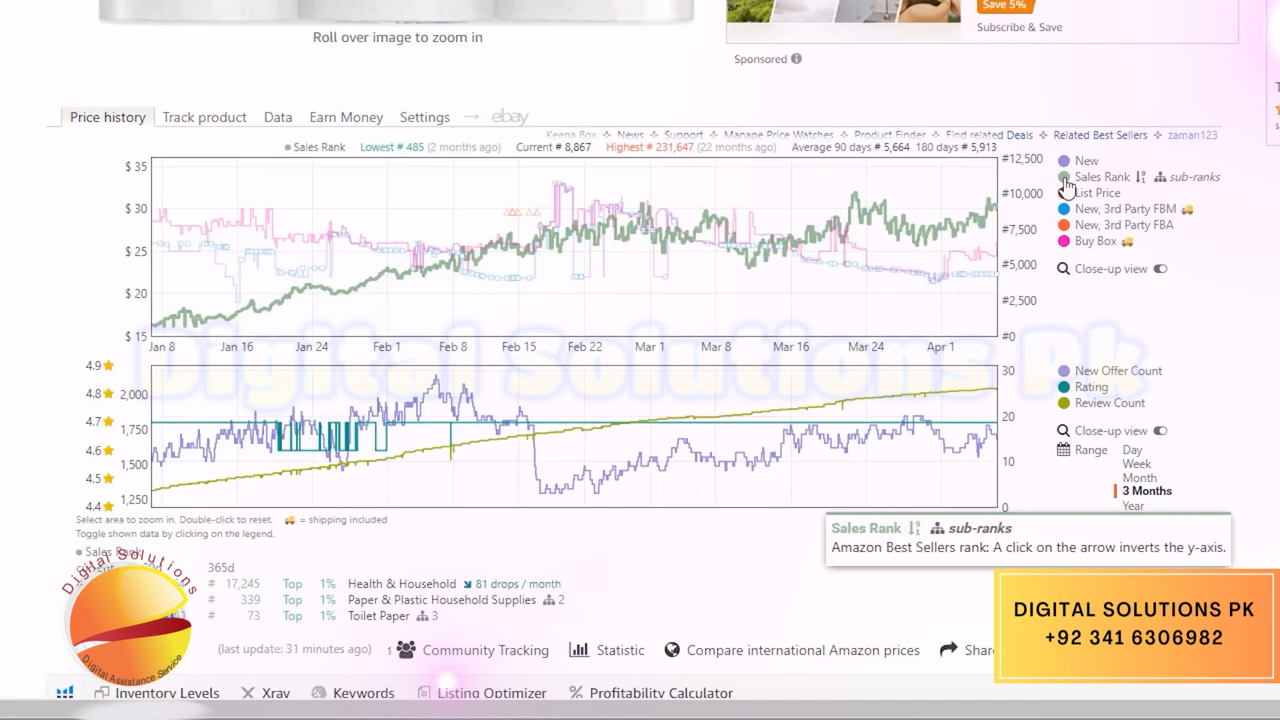 Save 5%
Roll over image to zoom in
Subscribe & Save
Sponsored
Price history Track product Data Earn Money Settings → ebay
Keepa Box News Support Manage Price Watches Product Finder Find related Deals Related Best Sellers zaman123
Sales Rank Lowest # 485 (2 months ago) Current # 8,867 Highest # 231,647 (22 months ago) Average 90 days # 5,664 180 days # 5,913
$ 35
$ 30
$ 25
$ 20
$ 15
#12,500
#10,000
#7,500
#5,000
#2,500
#0
New
Sales Rank sub-ranks
List Price
New, 3rd Party FBM
New, 3rd Party FBA
Buy Box
Close-up view
Jan 8 Jan 16 Jan 24 Feb 1 Feb 8 Feb 15 Feb 22 Mar 1 Mar 8 Mar 16 Mar 24 Apr 1
Digital Solutions Pk
4.9
4.8
4.7
4.6
4.5
4.4
2,000
1,750
1,500
1,250
30
20
10
0
New Offer Count
Rating
Review Count
Close-up view
Range
Day
Week
Month
3 Months
Year
Select area to zoom in. Double-click to reset. = shipping included
Toggle shown data by clicking on the legend.
Sales Rank sub-ranks
Amazon Best Sellers rank: A click on the arrow inverts the y-axis.
Sales Rank
365d
# 17,245 Top 1% Health & Household 81 drops / month
# 339 Top 1% Paper & Plastic Household Supplies 2
# 73 Top 1% Toilet Paper 3
Digital Solutions
Digital Assistance Service
DIGITAL SOLUTIONS PK
+92 341 6306982
(last update: 31 minutes ago) 1 Community Tracking Statistic Compare international Amazon prices
Inventory Levels Xray Keywords Listing Optimizer Profitability Calculator